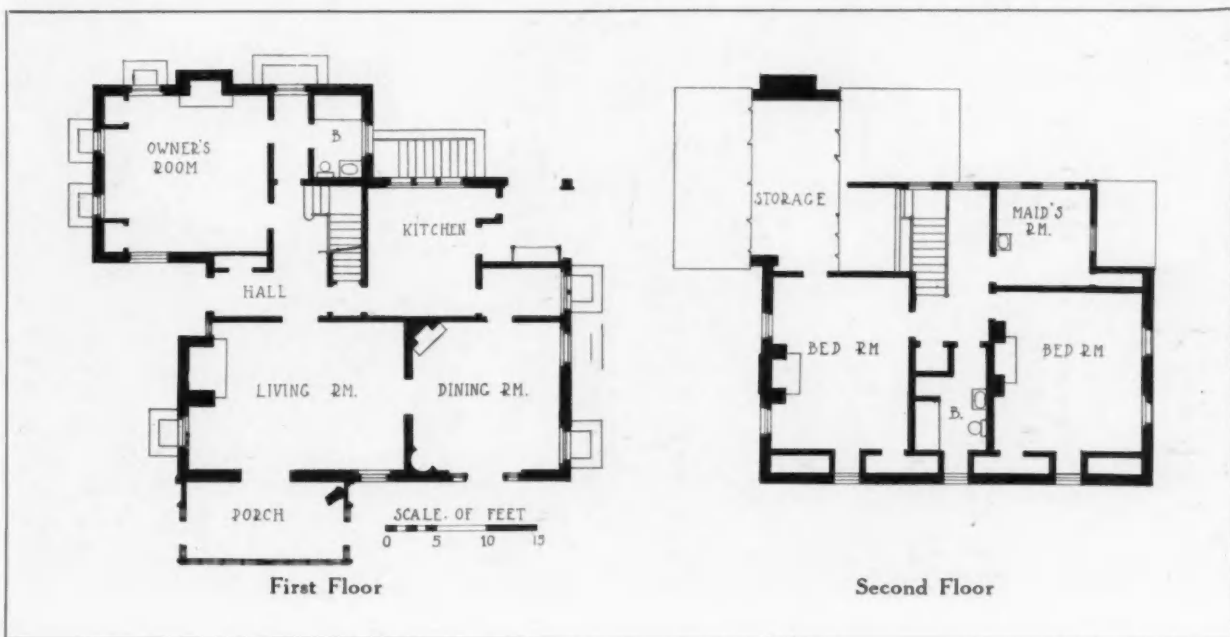 OWNER'S
ROOM
B
KITCHEN
HALL
LIVING RM.
DINING RM.
PORCH
SCALE. OF FEET
0 5 10 15
First Floor
STORAGE
MAID'S
RM.
BED RM
BED RM
B.
Second Floor